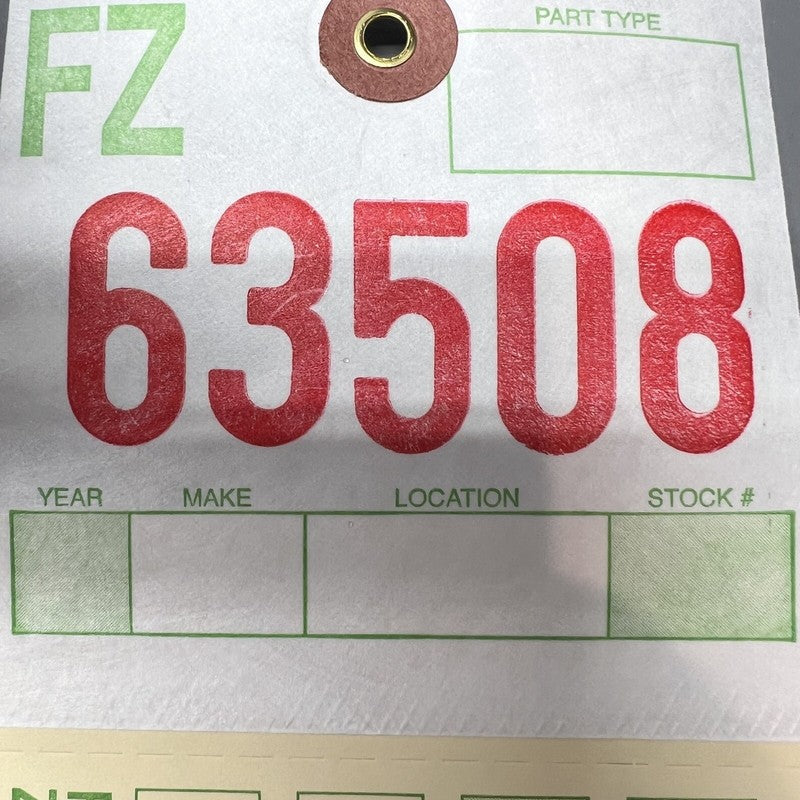 FZ
PART TYPE
63508
YEAR MAKE LOCATION STOCK #